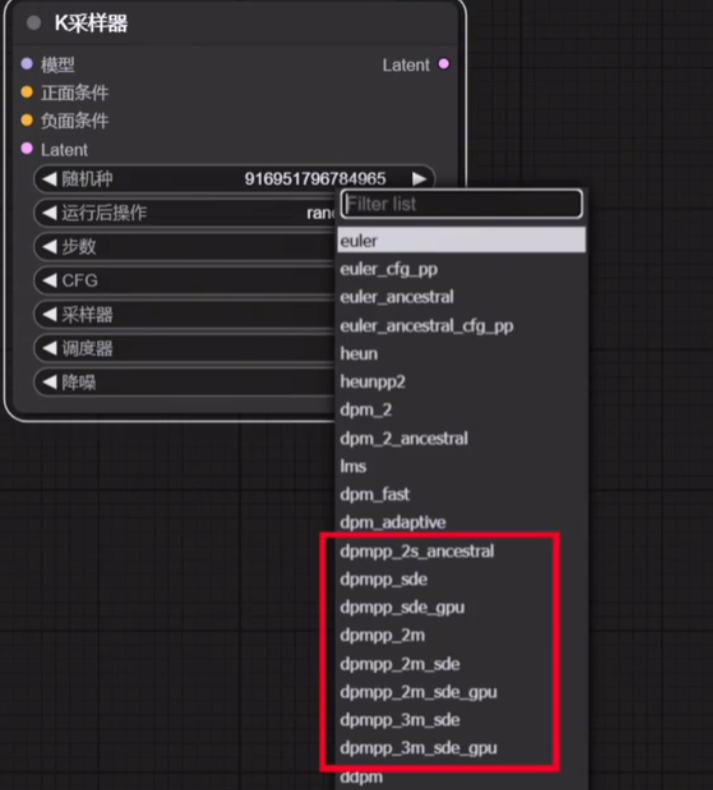 K采样器
模型
Latent
正面条件
负面条件
Latent
随机种 916951796784965
运行后操作 ran
步数
CFG
采样器
调度器
降噪
Filter list
euler
euler_cfg_pp
euler_ancestral
euler_ancestral_cfg_pp
heun
heunpp2
dpm_2
dpm_2_ancestral
lms
dpm_fast
dpm_adaptive
dpmpp_2s_ancestral
dpmpp_sde
dpmpp_sde_gpu
dpmpp_2m
dpmpp_2m_sde
dpmpp_2m_sde_gpu
dpmpp_3m_sde
dpmpp_3m_sde_gpu
ddpm